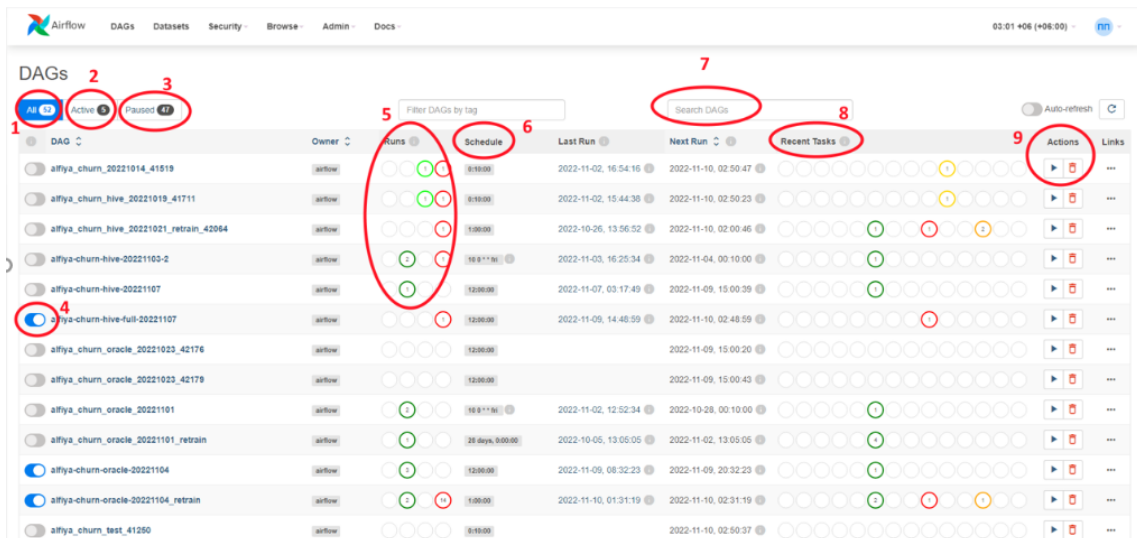 Airflow DAGs Datasets Security Browse Admin Docs 03:01 +06 (+06:00) ПП
DAGs
2 3 7
All 52 Active 5 Paused 47 Filter DAGs by tag Search DAGs Auto-refresh C
1 5 6 8 9
DAG Owner Runs Schedule Last Run Next Run Recent Tasks Actions Links
alfiya_churn_20221014_41519 airflow 1 1 0:10:00 2022-11-02, 16:54:16 2022-11-10, 02:50:47 1
alfiya_churn_hive_20221019_41711 airflow 1 1 0:10:00 2022-11-02, 15:44:38 2022-11-10, 02:50:23 1
alfiya_churn_hive_20221021_retrain_42064 airflow 1 1:00:00 2022-10-26, 13:56:52 2022-11-10, 02:00:46 1 1 2
alfiya-churn-hive-20221103-2 airflow 2 1 10 0 * * fri 2022-11-03, 16:25:34 2022-11-04, 00:10:00 1
alfiya-churn-hive-20221107 airflow 1 12:00:00 2022-11-07, 03:17:49 2022-11-09, 15:00:39 1
4
alfiya-churn-hive-full-20221107 airflow 1 12:00:00 2022-11-09, 14:48:59 2022-11-10, 02:48:59 1
alfiya_churn_oracle_20221023_42176 airflow 12:00:00 2022-11-09, 15:00:20
alfiya_churn_oracle_20221023_42179 airflow 12:00:00 2022-11-09, 15:00:43
alfiya_churn_oracle_20221101 airflow 2 10 0 * * fri 2022-11-02, 12:52:34 2022-10-28, 00:10:00 1
alfiya_churn_oracle_20221101_retrain airflow 1 28 days, 0:00:00 2022-10-05, 13:05:05 2022-11-02, 13:05:05 4
alfiya-churn-oracle-20221104 airflow 3 12:00:00 2022-11-09, 08:32:23 2022-11-09, 20:32:23 1
alfiya-churn-oracle-20221104_retrain airflow 2 14 1:00:00 2022-11-10, 01:31:19 2022-11-10, 02:31:19 2 1 1
alfiya_churn_test_41250 airflow 0:10:00 2022-11-10, 02:50:37